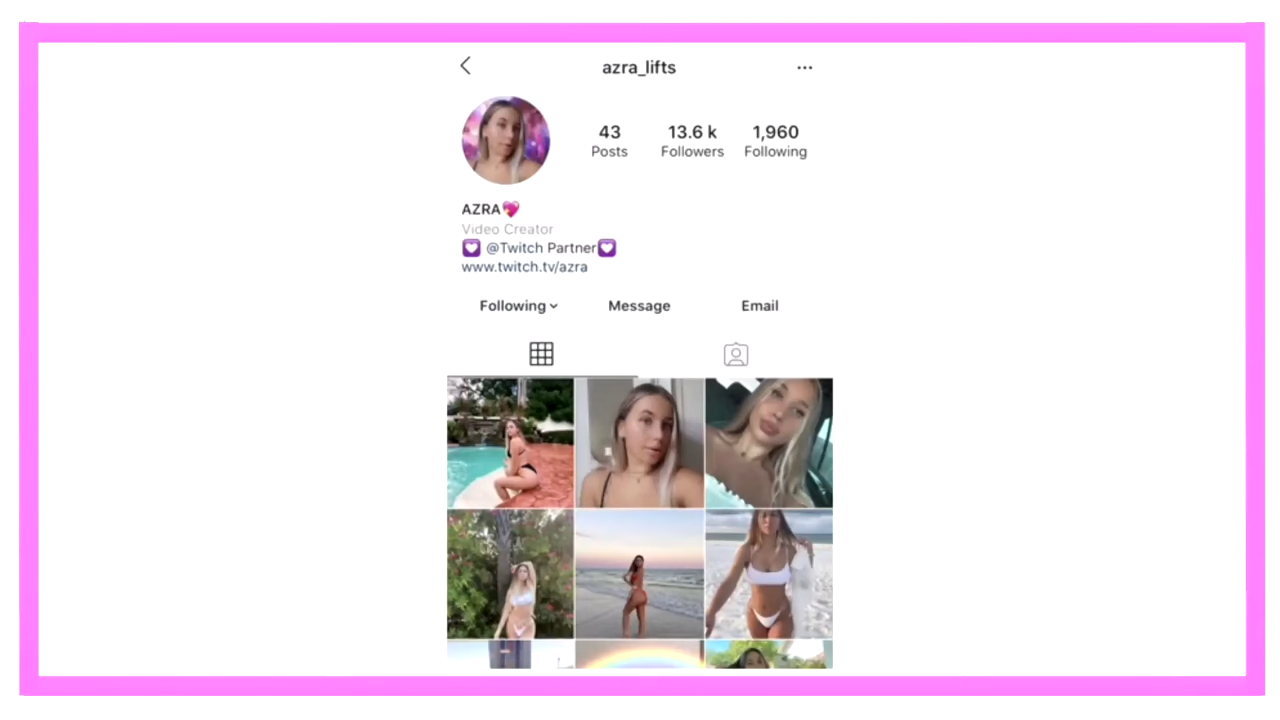 azra_lifts
43 13.6 k 1,960
Posts Followers Following
AZRA💖
Video Creator
💟 @Twitch Partner💟
www.twitch.tv/azra
Following Message Email